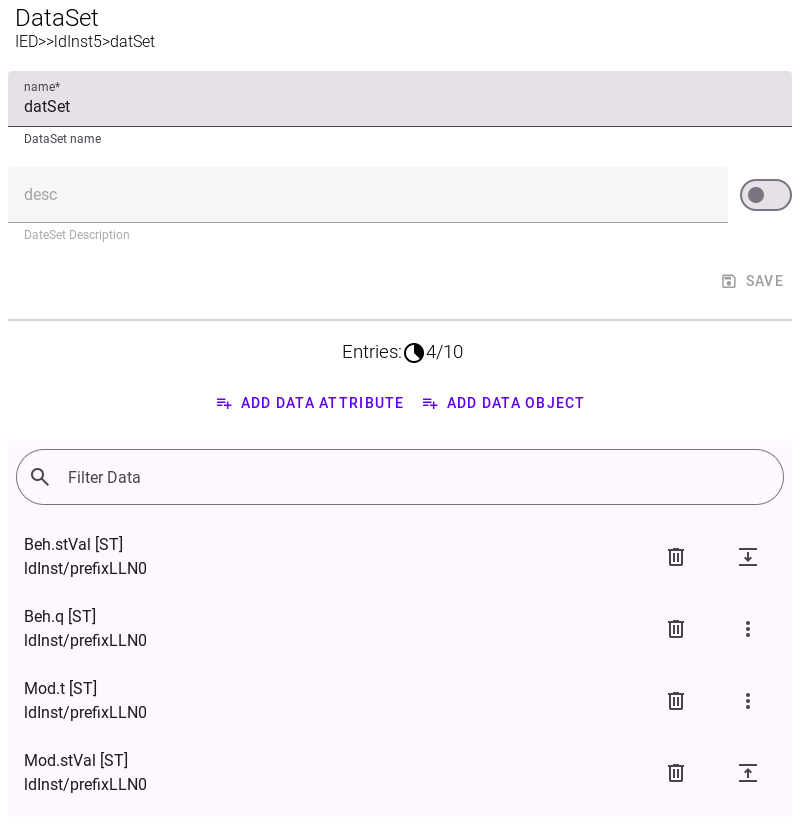 DataSet
IED>>ldInst5>datSet
name*
datSet
DataSet name
desc
DateSet Description
SAVE
Entries: 4/10
ADD DATA ATTRIBUTE ADD DATA OBJECT
Filter Data
Beh.stVal [ST]
ldInst/prefixLLN0
Beh.q [ST]
ldInst/prefixLLN0
Mod.t [ST]
ldInst/prefixLLN0
Mod.stVal [ST]
ldInst/prefixLLN0